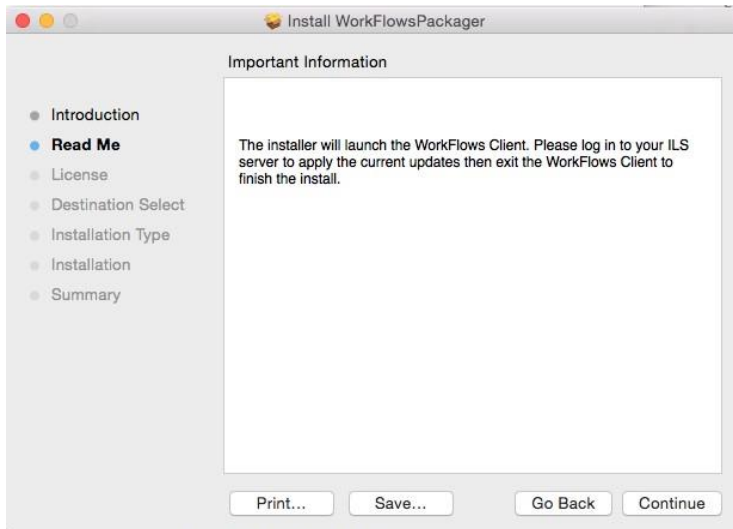 Install WorkFlowsPackager
Important Information
Introduction
Read Me
License
Destination Select
Installation Type
Installation
Summary
The installer will launch the WorkFlows Client. Please log in to your ILS
server to apply the current updates then exit the WorkFlows Client to
finish the install.
Print...
Save...
Go Back
Continue